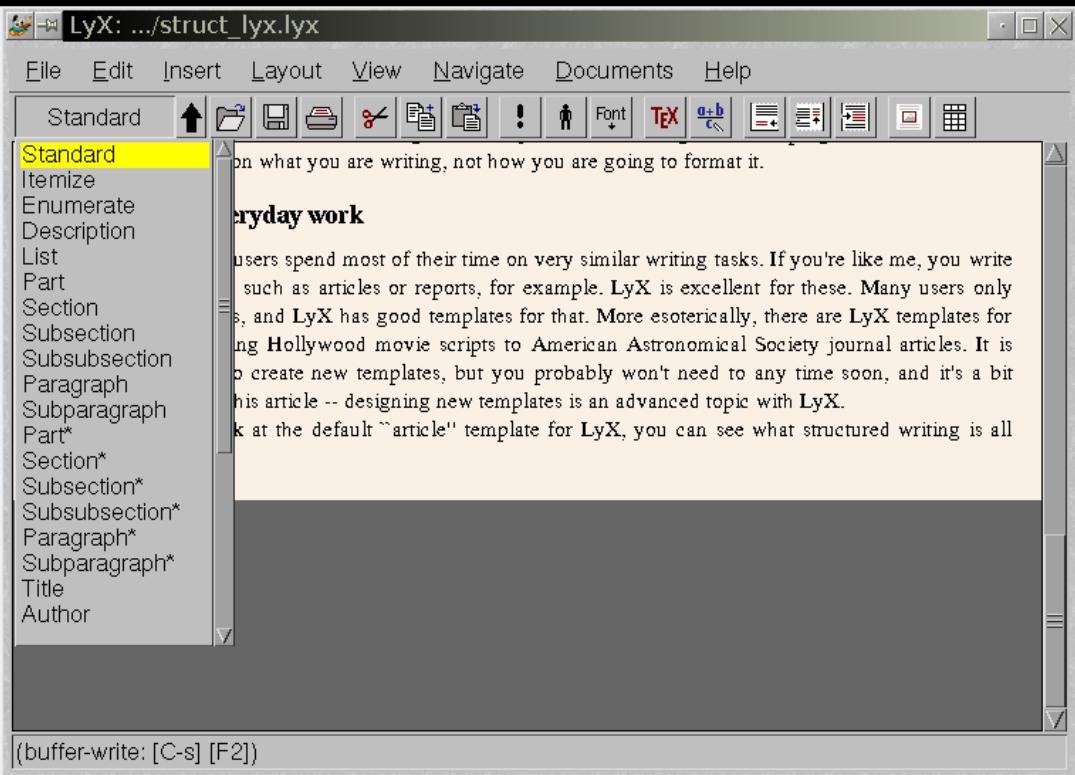 LyX: .../struct_lyx.lyx
File Edit Insert Layout View Navigate Documents Help
Standard
! Font TEX a+b c
Standard
Itemize
Enumerate
Description
List
Part
Section
Subsection
Subsubsection
Paragraph
Subparagraph
Part*
Section*
Subsection*
Subsubsection*
Paragraph*
Subparagraph*
Title
Author
on what you are writing, not how you are going to format it.
eryday work
users spend most of their time on very similar writing tasks. If you're like me, you write
such as articles or reports, for example. LyX is excellent for these. Many users only
s, and LyX has good templates for that. More esoterically, there are LyX templates for
ng Hollywood movie scripts to American Astronomical Society journal articles. It is
o create new templates, but you probably won't need to any time soon, and it's a bit
his article -- designing new templates is an advanced topic with LyX.
k at the default ``article'' template for LyX, you can see what structured writing is all
(buffer-write: [C-s] [F2])